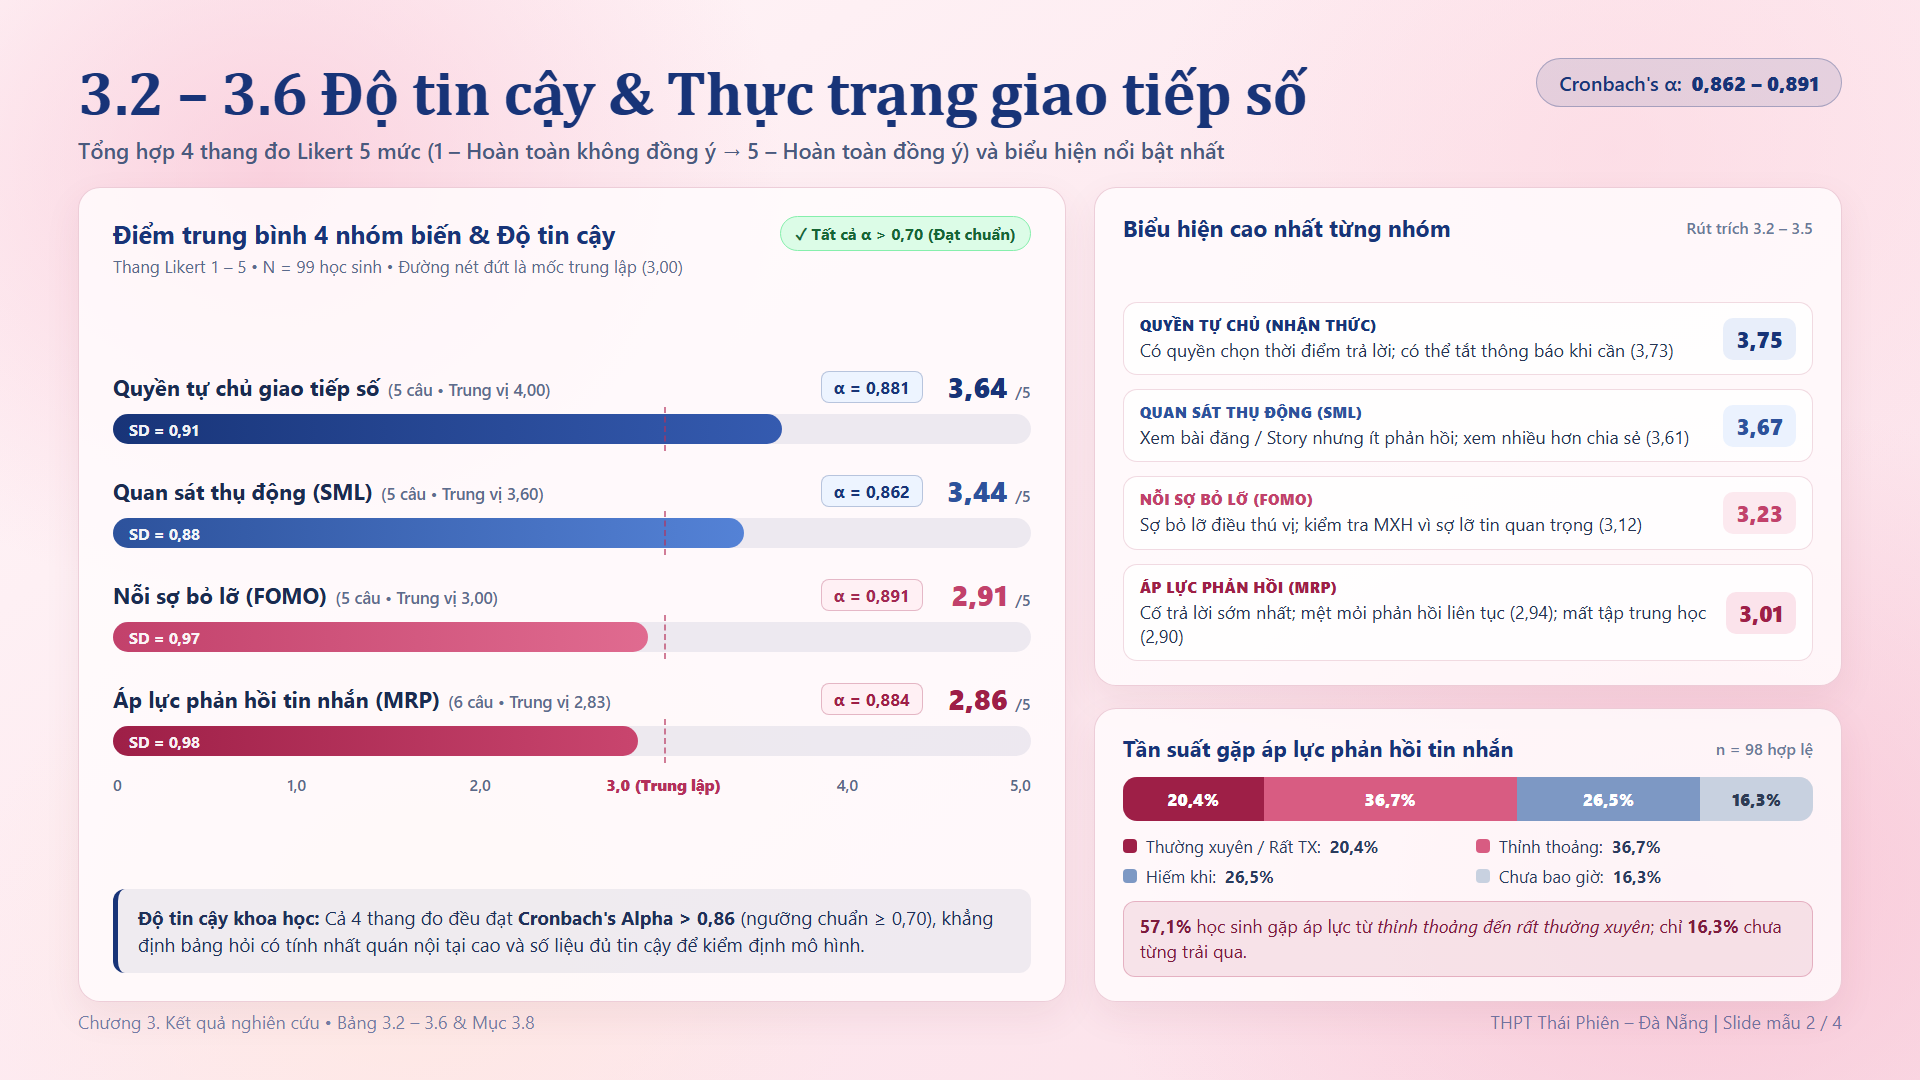 3.2 – 3.6 Độ tin cậy & Thực trạng giao tiếp số
Cronbach's α: 0,862 – 0,891
Tổng hợp 4 thang đo Likert 5 mức (1 – Hoàn toàn không đồng ý → 5 – Hoàn toàn đồng ý) và biểu hiện nổi bật nhất
Điểm trung bình 4 nhóm biến & Độ tin cậy
✓ Tất cả α > 0,70 (Đạt chuẩn)
Thang Likert 1 – 5 • N = 99 học sinh • Đường nét đứt là mốc trung lập (3,00)
Quyền tự chủ giao tiếp số (5 câu • Trung vị 4,00) α = 0,881 3,64 /5
SD = 0,91
Quan sát thụ động (SML) (5 câu • Trung vị 3,60) α = 0,862 3,44 /5
SD = 0,88
Nỗi sợ bỏ lỡ (FOMO) (5 câu • Trung vị 3,00) α = 0,891 2,91 /5
SD = 0,97
Áp lực phản hồi tin nhắn (MRP) (6 câu • Trung vị 2,83) α = 0,884 2,86 /5
SD = 0,98
0 1,0 2,0 3,0 (Trung lập) 4,0 5,0
Độ tin cậy khoa học: Cả 4 thang đo đều đạt Cronbach's Alpha > 0,86 (ngưỡng chuẩn ≥ 0,70), khẳng
định bảng hỏi có tính nhất quán nội tại cao và số liệu đủ tin cậy để kiểm định mô hình.
Biểu hiện cao nhất từng nhóm
Rút trích 3.2 – 3.5
QUYỀN TỰ CHỦ (NHẬN THỨC)
Có quyền chọn thời điểm trả lời; có thể tắt thông báo khi cần (3,73)
3,75
QUAN SÁT THỤ ĐỘNG (SML)
Xem bài đăng / Story nhưng ít phản hồi; xem nhiều hơn chia sẻ (3,61)
3,67
NỖI SỢ BỎ LỠ (FOMO)
Sợ bỏ lỡ điều thú vị; kiểm tra MXH vì sợ lỡ tin quan trọng (3,12)
3,23
ÁP LỰC PHẢN HỒI (MRP)
Cố trả lời sớm nhất; mệt mỏi phản hồi liên tục (2,94); mất tập trung học
(2,90)
3,01
Tần suất gặp áp lực phản hồi tin nhắn
n = 98 hợp lệ
20,4% 36,7% 26,5% 16,3%
Thường xuyên / Rất TX: 20,4%
Thỉnh thoảng: 36,7%
Hiếm khi: 26,5%
Chưa bao giờ: 16,3%
57,1% học sinh gặp áp lực từ thỉnh thoảng đến rất thường xuyên; chỉ 16,3% chưa
từng trải qua.
Chương 3. Kết quả nghiên cứu • Bảng 3.2 – 3.6 & Mục 3.8
THPT Thái Phiên – Đà Nẵng | Slide mẫu 2 / 4